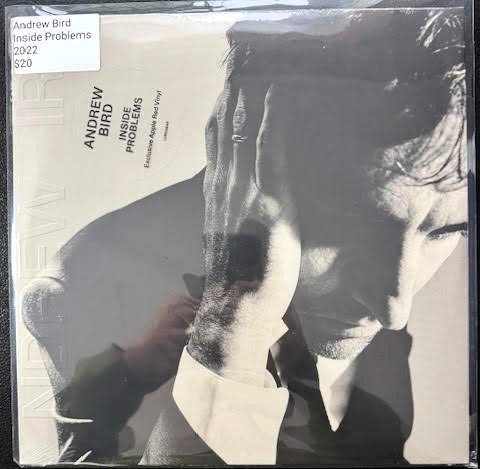 Andrew Bird
Inside Problems
2022
$20
ANDREW
BIRD
INSIDE
PROBLEMS
Exclusive Apple Red Vinyl